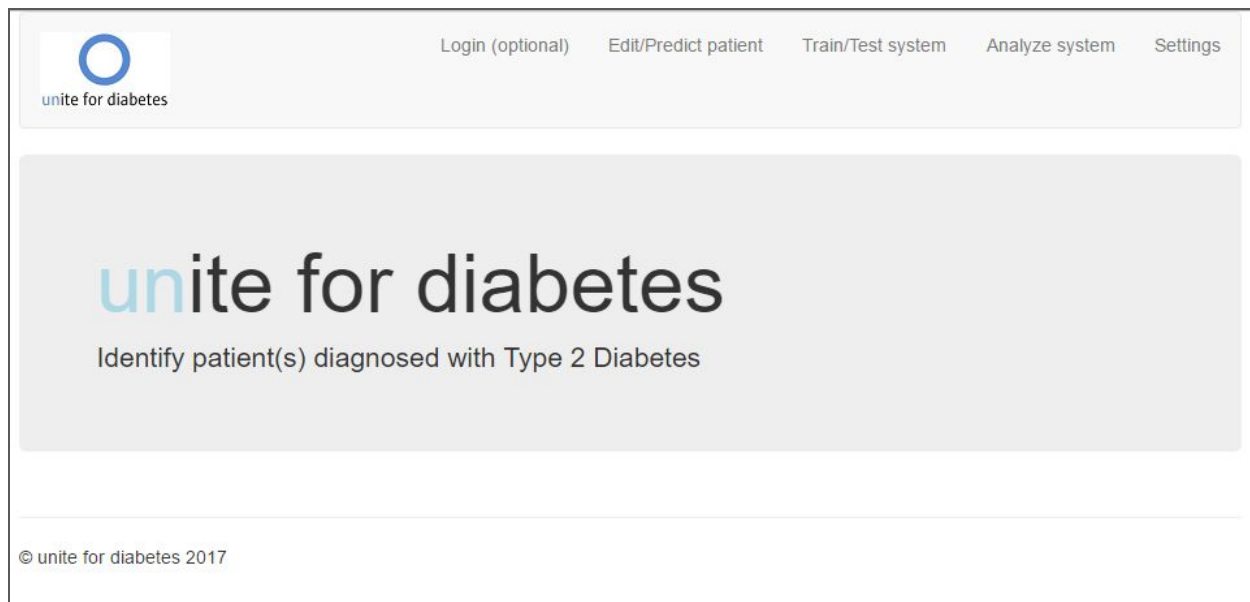 Login (optional) Edit/Predict patient Train/Test system Analyze system Settings
unite for diabetes
unite for diabetes
Identify patient(s) diagnosed with Type 2 Diabetes
© unite for diabetes 2017